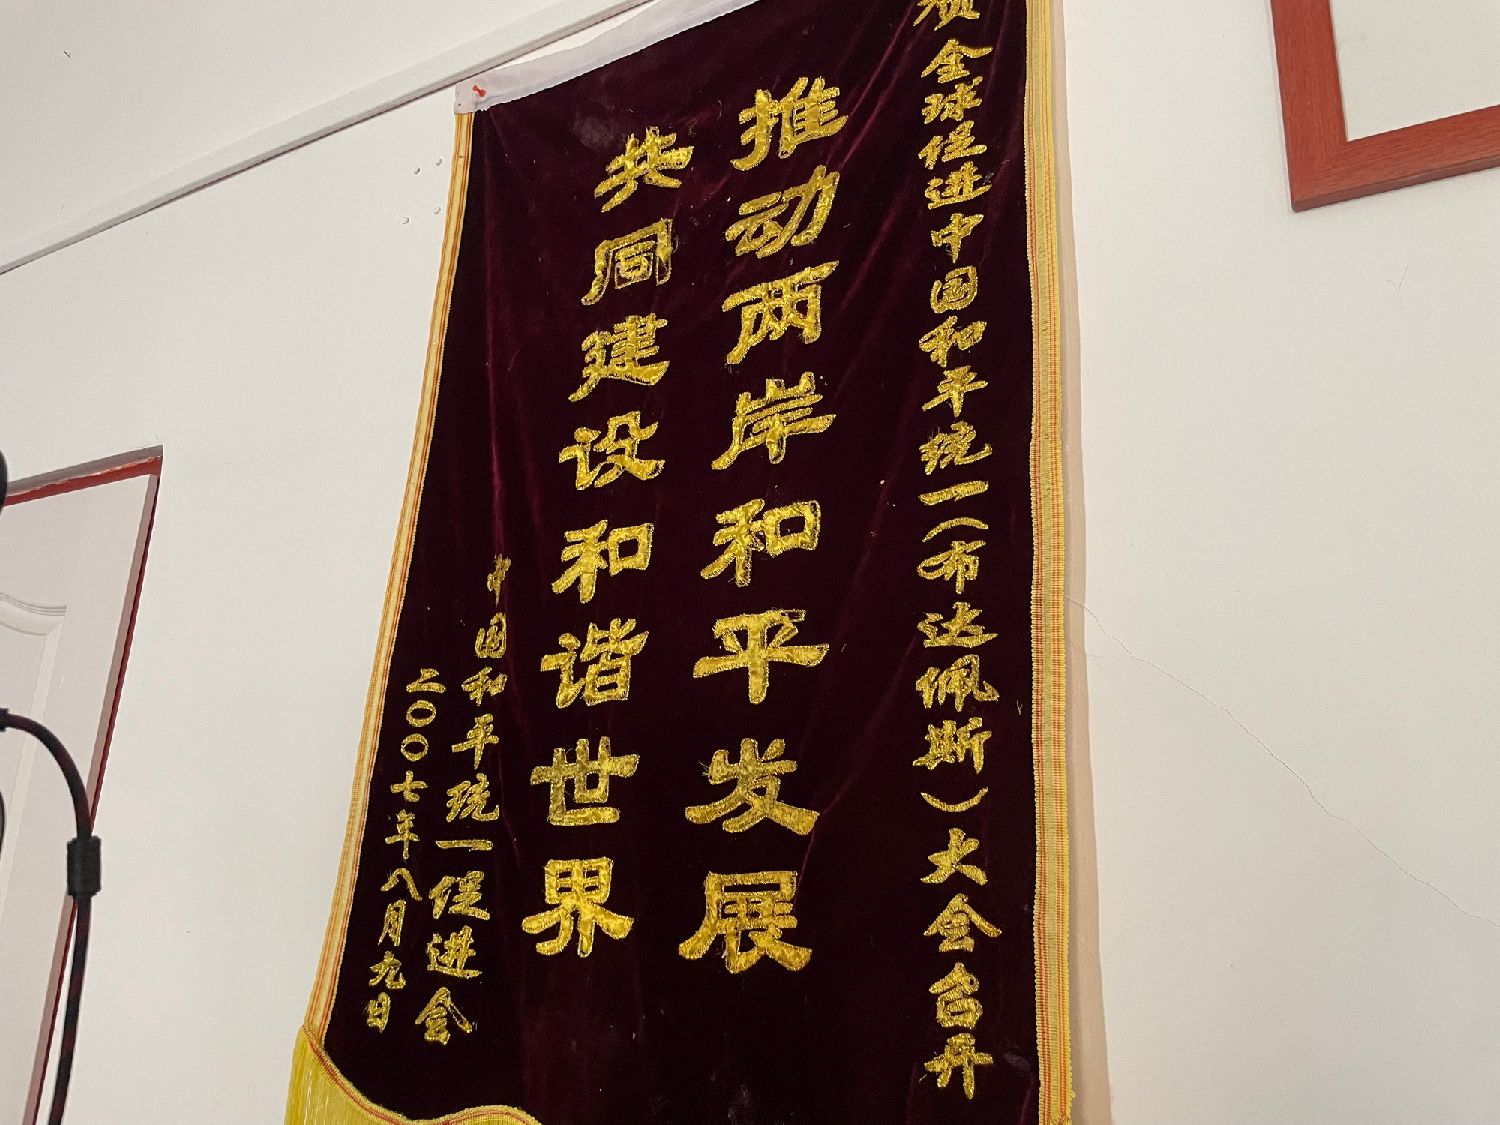 全球促进中国和平统一(布达佩斯)大会召开
推动两岸和平发展
共同建设和谐世界
中国和平统一促进会
二〇〇七年八月九日